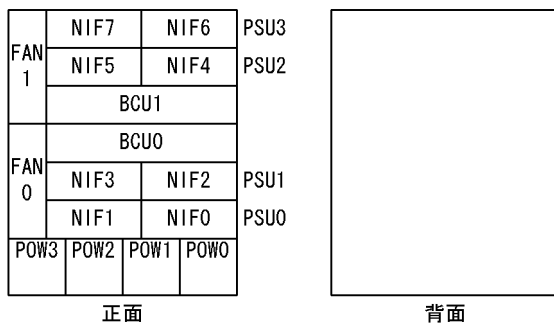 NIF7 NIF6 PSU3
FAN 1
NIF5 NIF4 PSU2
BCU1
BCU0
FAN 0
NIF3 NIF2 PSU1
NIF1 NIF0 PSU0
POW3 POW2 POW1 POW0
正面 背面